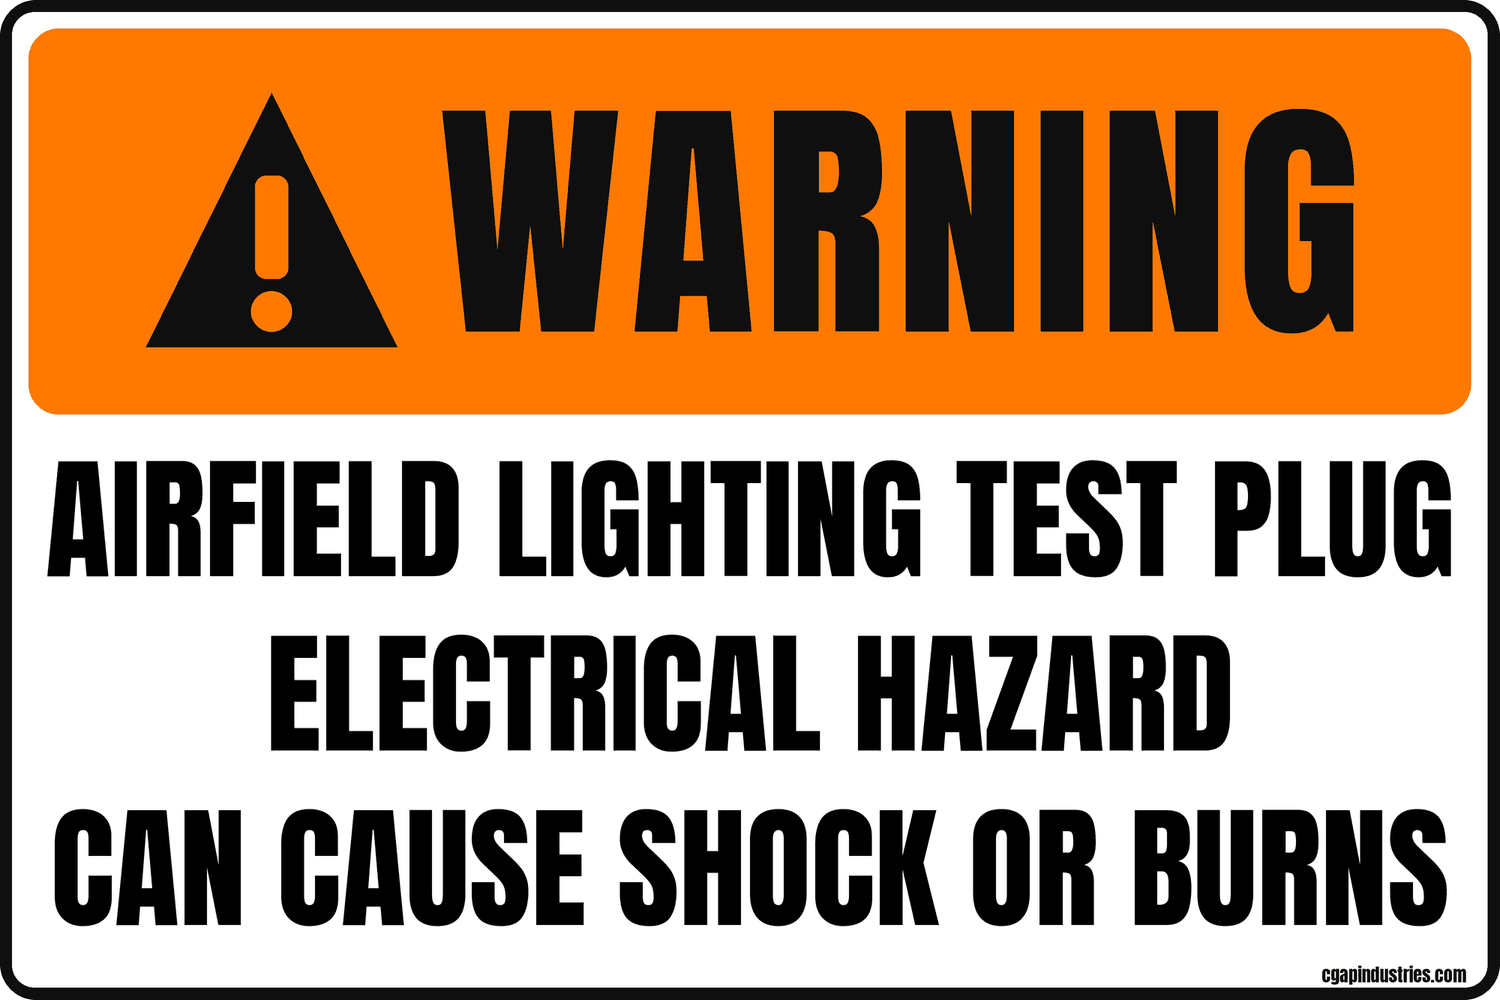 WARNING
AIRFIELD LIGHTING TEST PLUG
ELECTRICAL HAZARD
CAN CAUSE SHOCK OR BURNS
cgapindustries.com